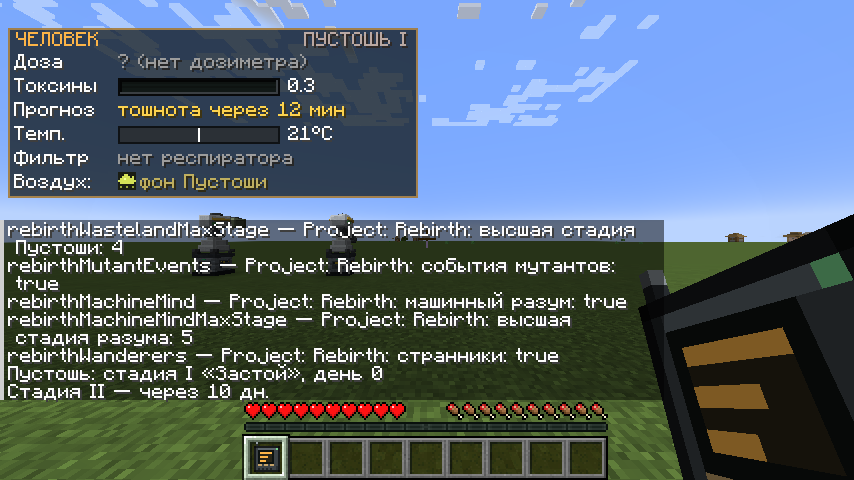 ЧЕЛОВЕК ПУСТОШЬ I
Доза ? (нет дозиметра)
Токсины 0.3
Прогноз тошнота через 12 мин
Темп. 21°C
Фильтр нет респиратора
Воздух: фон Пустоши
rebirthWastelandMaxStage — Project: Rebirth: высшая стадия
Пустоши: 4
rebirthMutantEvents — Project: Rebirth: события мутантов:
true
rebirthMachineMind — Project: Rebirth: машинный разум: true
rebirthMachineMindMaxStage — Project: Rebirth: высшая
стадия разума: 5
rebirthWanderers — Project: Rebirth: странники: true
Пустошь: стадия I «Застой», день 0
Стадия II — через 10 дн.